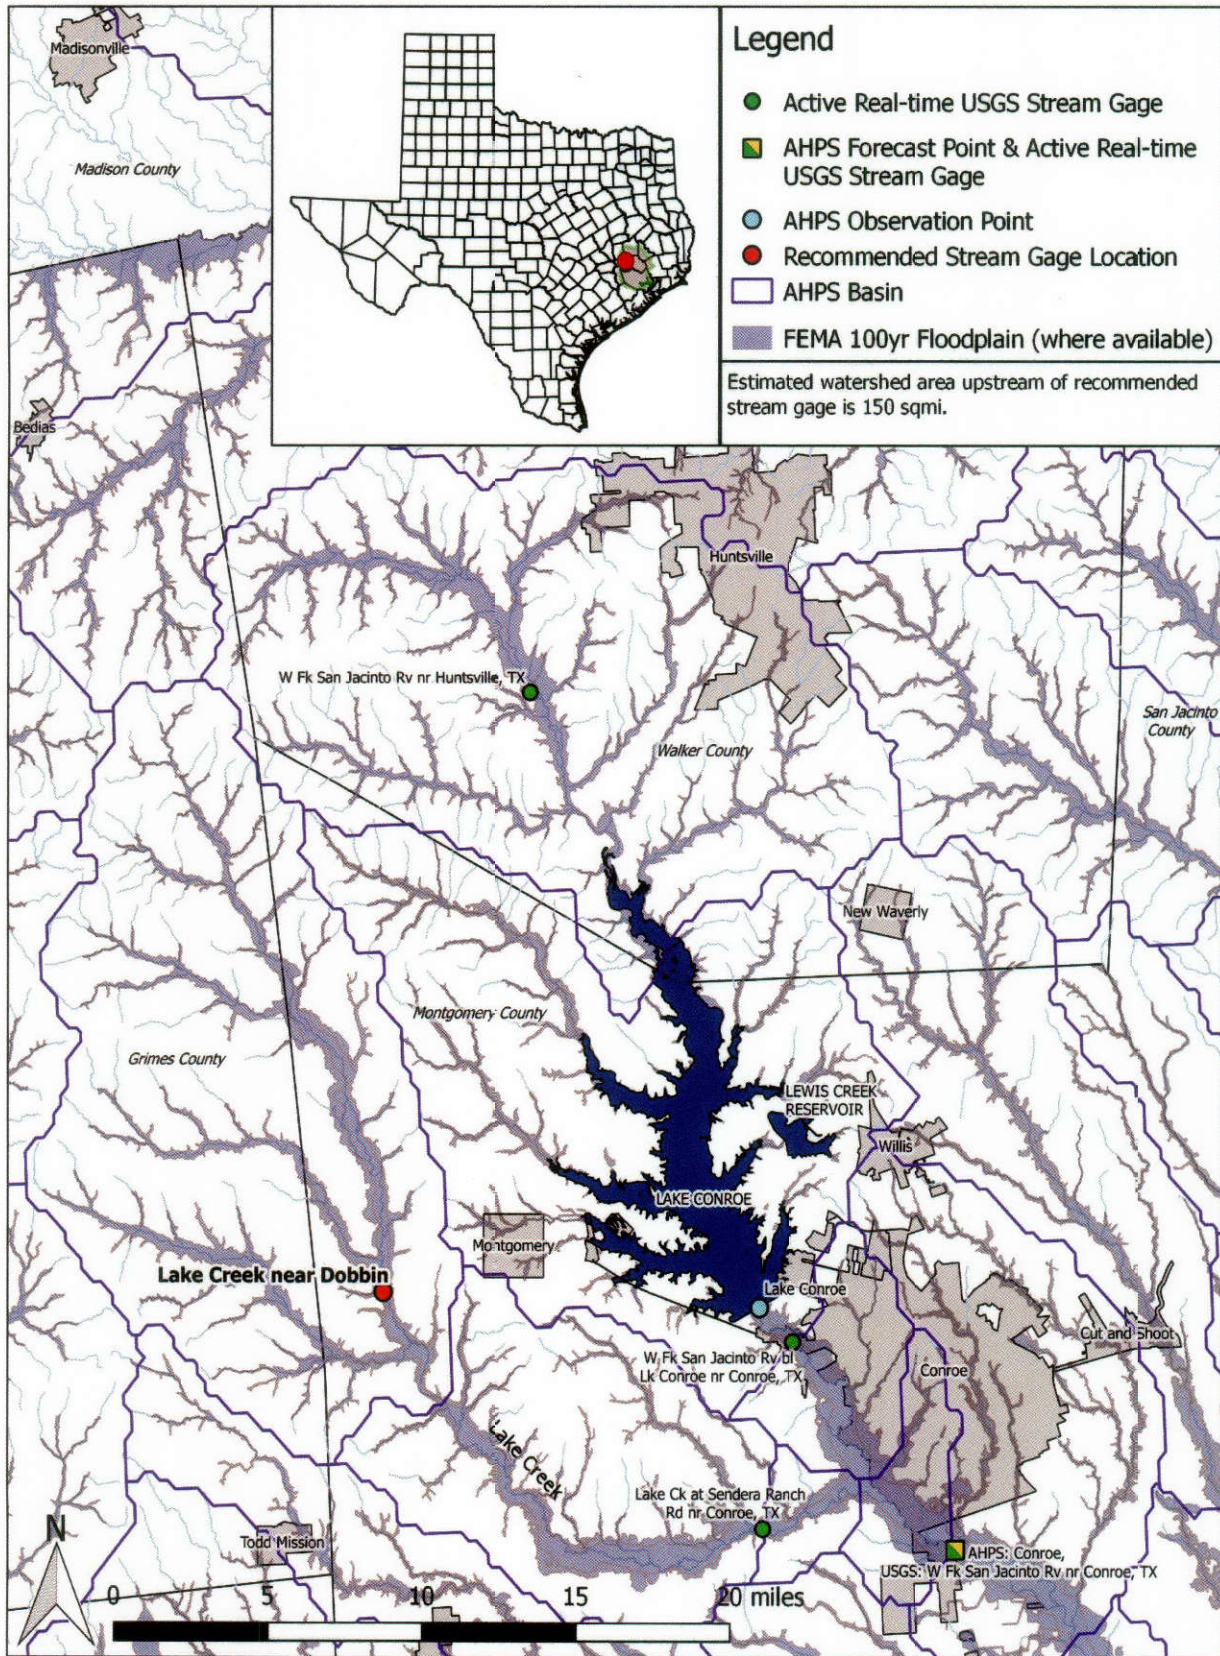 Madisonville
Madison County
Bedias
Legend
Active Real-time USGS Stream Gage
AHPS Forecast Point & Active Real-time
USGS Stream Gage
AHPS Observation Point
Recommended Stream Gage Location
AHPS Basin
FEMA 100yr Floodplain (where available)
Estimated watershed area upstream of recommended
stream gage is 150 sqmi.
Huntsville
W Fk San Jacinto Rv nr Huntsville, TX
Walker County
San Jacinto
County
New Waverly
Montgomery County
Grimes County
LEWIS CREEK
RESERVOIR
Willis
LAKE CONROE
Montgomery
Lake Creek near Dobbin
Lake Conroe
Cut and Shoot
W Fk San Jacinto Rv bl
Lk Conroe nr Conroe, TX
Conroe
Lake Creek
Lake Ck at Sendera Ranch
Rd nr Conroe, TX
N
Todd Mission
AHPS: Conroe,
USGS: W Fk San Jacinto Rv nr Conroe, TX
0 5 10 15 20 miles